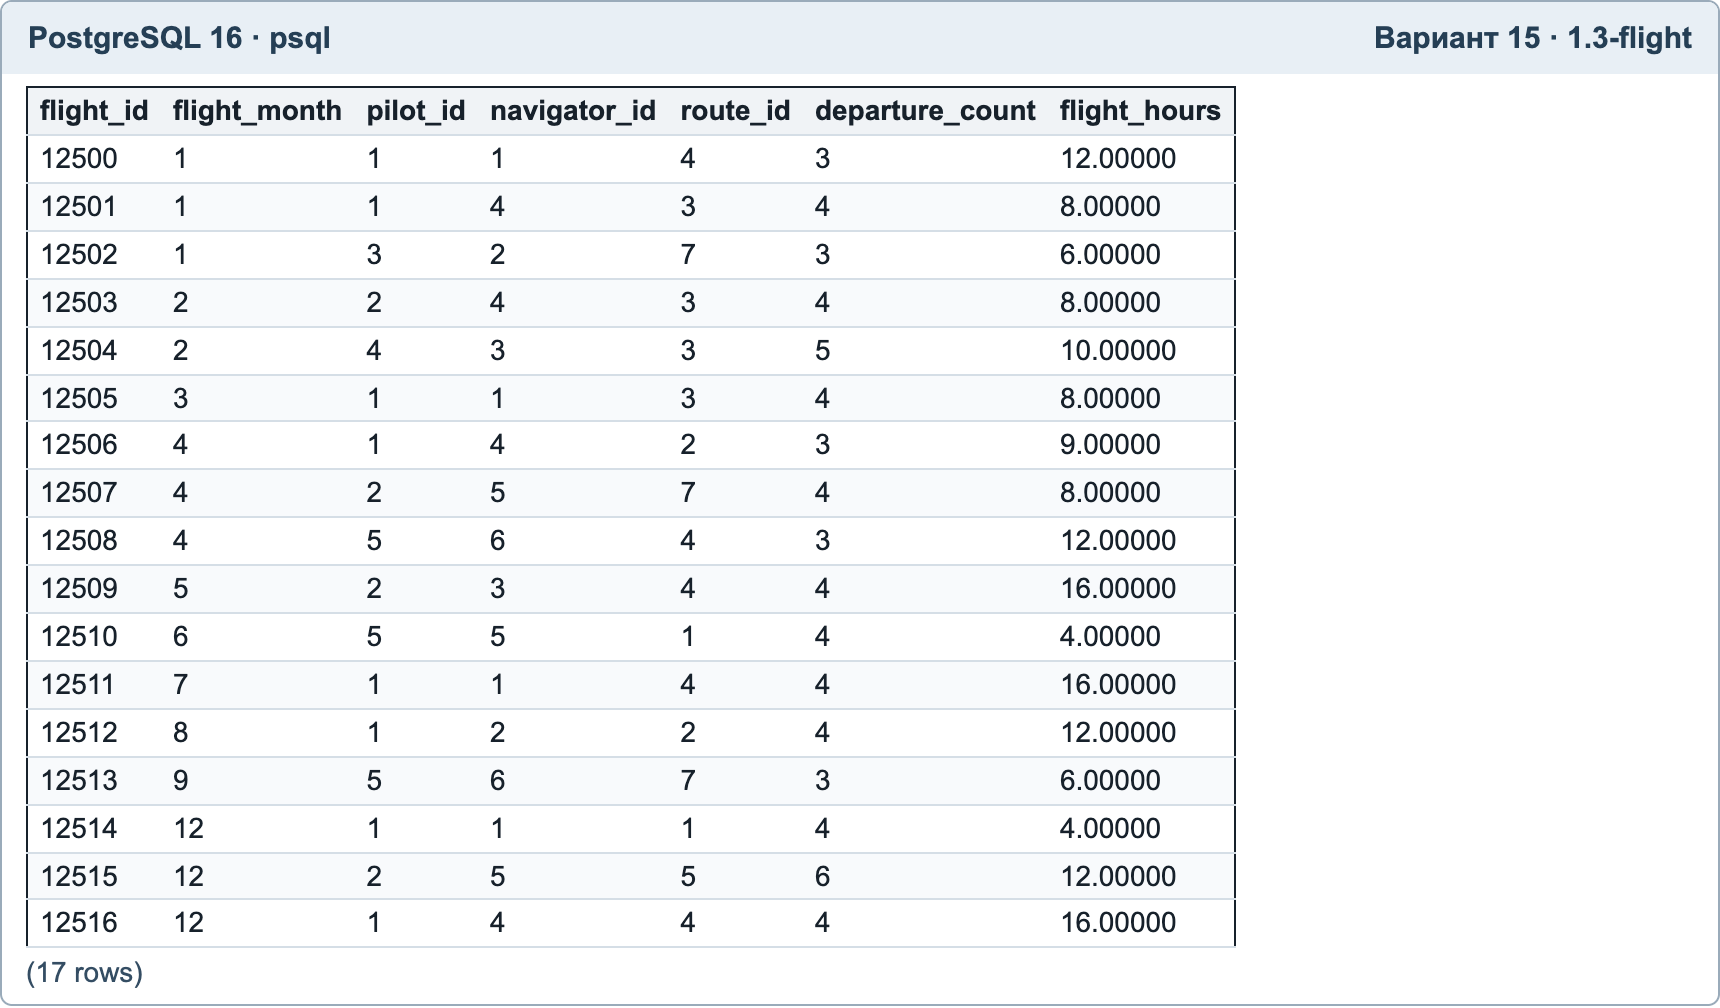 PostgreSQL 16 · psql Вариант 15 · 1.3-flight
flight_id flight_month pilot_id navigator_id route_id departure_count flight_hours
12500 1 1 1 4 3 12.00000
12501 1 1 4 3 4 8.00000
12502 1 3 2 7 3 6.00000
12503 2 2 4 3 4 8.00000
12504 2 4 3 3 5 10.00000
12505 3 1 1 3 4 8.00000
12506 4 1 4 2 3 9.00000
12507 4 2 5 7 4 8.00000
12508 4 5 6 4 3 12.00000
12509 5 2 3 4 4 16.00000
12510 6 5 5 1 4 4.00000
12511 7 1 1 4 4 16.00000
12512 8 1 2 2 4 12.00000
12513 9 5 6 7 3 6.00000
12514 12 1 1 1 4 4.00000
12515 12 2 5 5 6 12.00000
12516 12 1 4 4 4 16.00000
(17 rows)